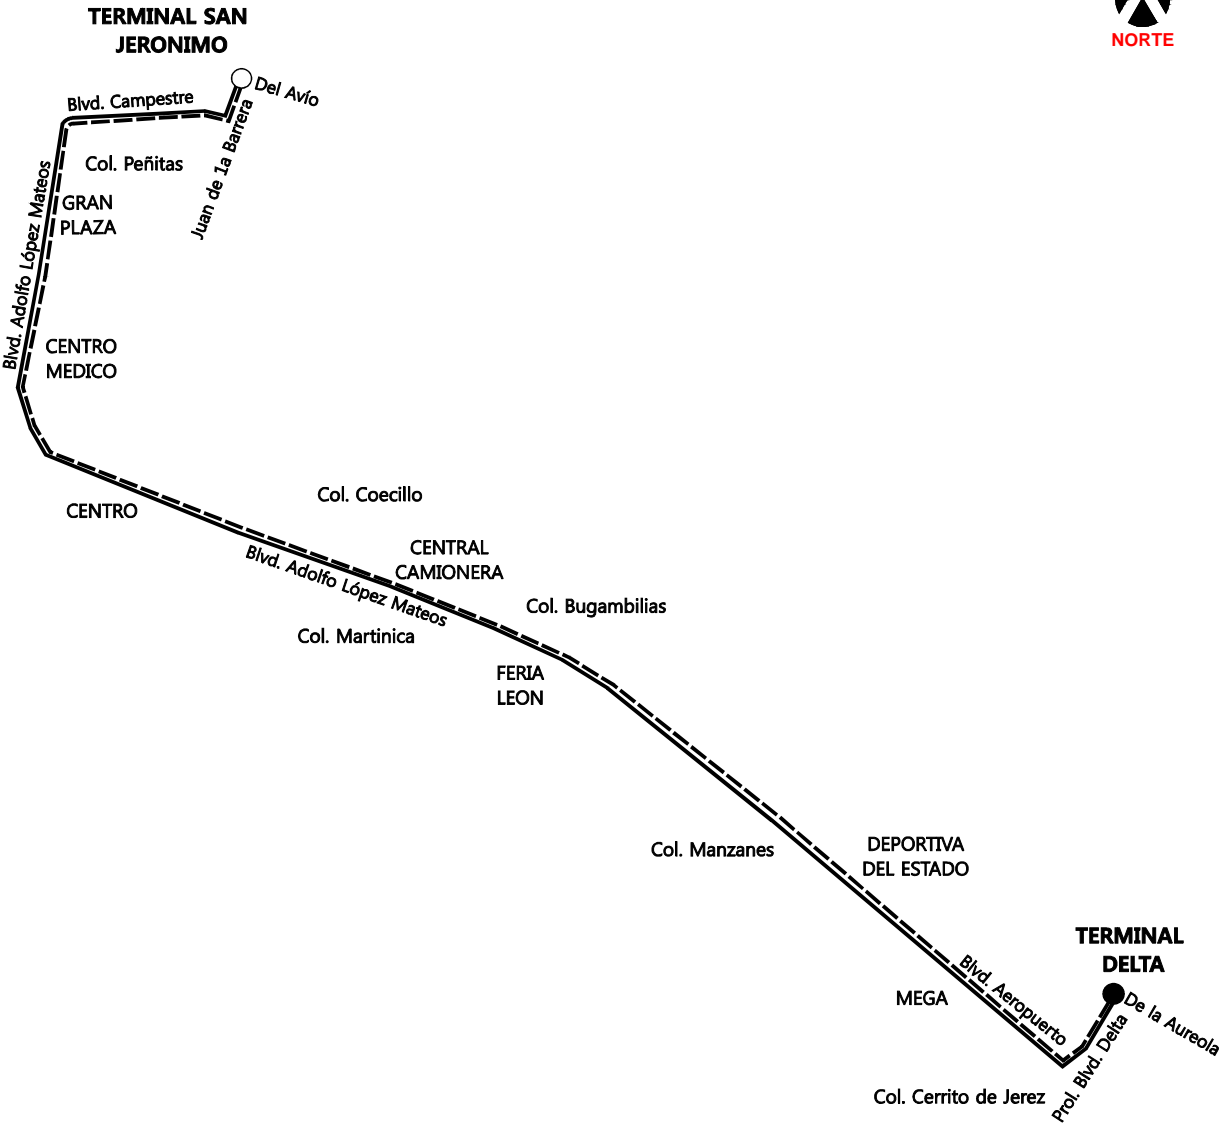 TERMINAL SAN
JERONIMO
NORTE
Del Avío
Blvd. Campestre
Juan de 1a Barrera
Col. Peñitas
Blvd. Adolfo López Mateos
GRAN
PLAZA
CENTRO
MEDICO
CENTRO
Col. Coecillo
CENTRAL
CAMIONERA
Blvd. Adolfo López Mateos
Col. Bugambilias
Col. Martinica
FERIA
LEON
Col. Manzanes
DEPORTIVA
DEL ESTADO
TERMINAL
DELTA
MEGA
Blvd. Aeropuerto
De la Aureola
Prol. Blvd. Delta
Col. Cerrito de Jerez